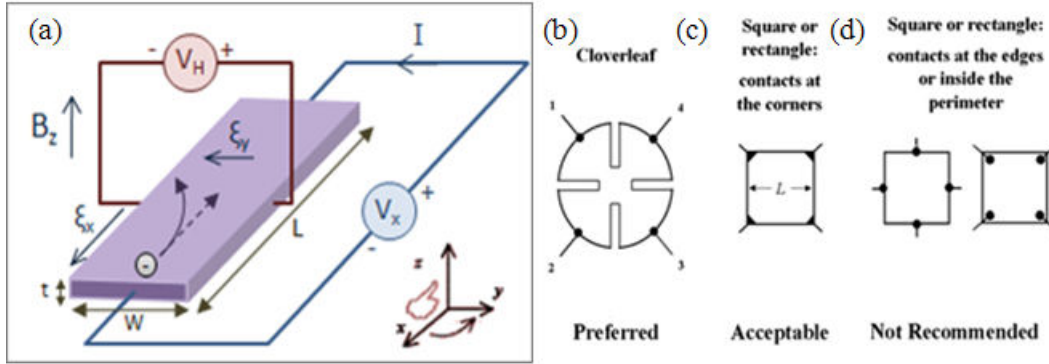 (a)
I
- V_H +
B_z
ξ_y
ξ_x
L
V_x
+
-
-
t
W
z
y
x
(b)
Cloverleaf
1
4
2
3
Preferred
(c)
Square or
rectangle:
contacts at
the corners
L
Acceptable
(d)
Square or rectangle:
contacts at the edges
or inside the
perimeter
Not Recommended